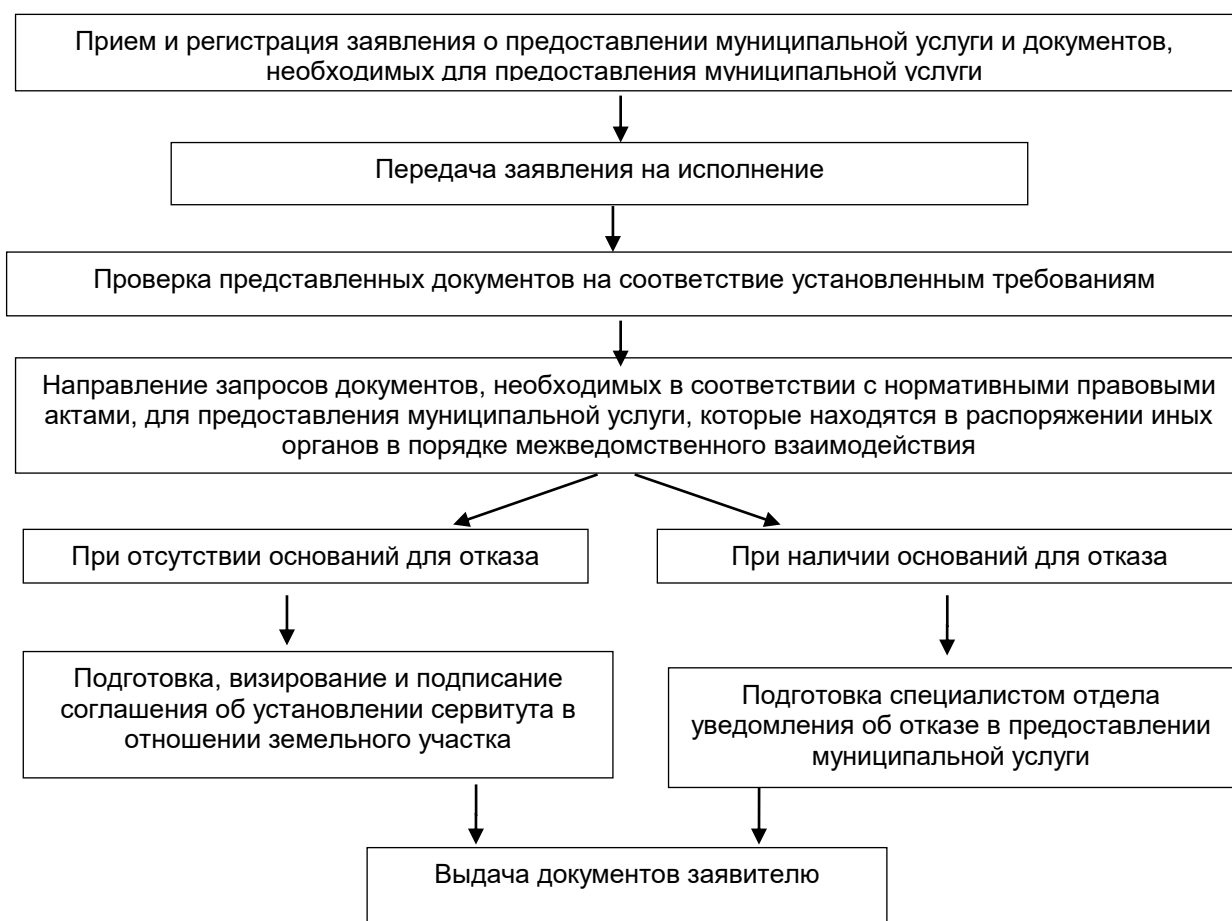 Прием и регистрация заявления о предоставлении муниципальной услуги и документов,
необходимых для предоставления муниципальной услуги
Передача заявления на исполнение
Проверка представленных документов на соответствие установленным требованиям
Направление запросов документов, необходимых в соответствии с нормативными правовыми
актами, для предоставления муниципальной услуги, которые находятся в распоряжении иных
органов в порядке межведомственного взаимодействия
При отсутствии оснований для отказа
При наличии оснований для отказа
Подготовка, визирование и подписание
соглашения об установлении сервитута в
отношении земельного участка
Подготовка специалистом отдела
уведомления об отказе в предоставлении
муниципальной услуги
Выдача документов заявителю